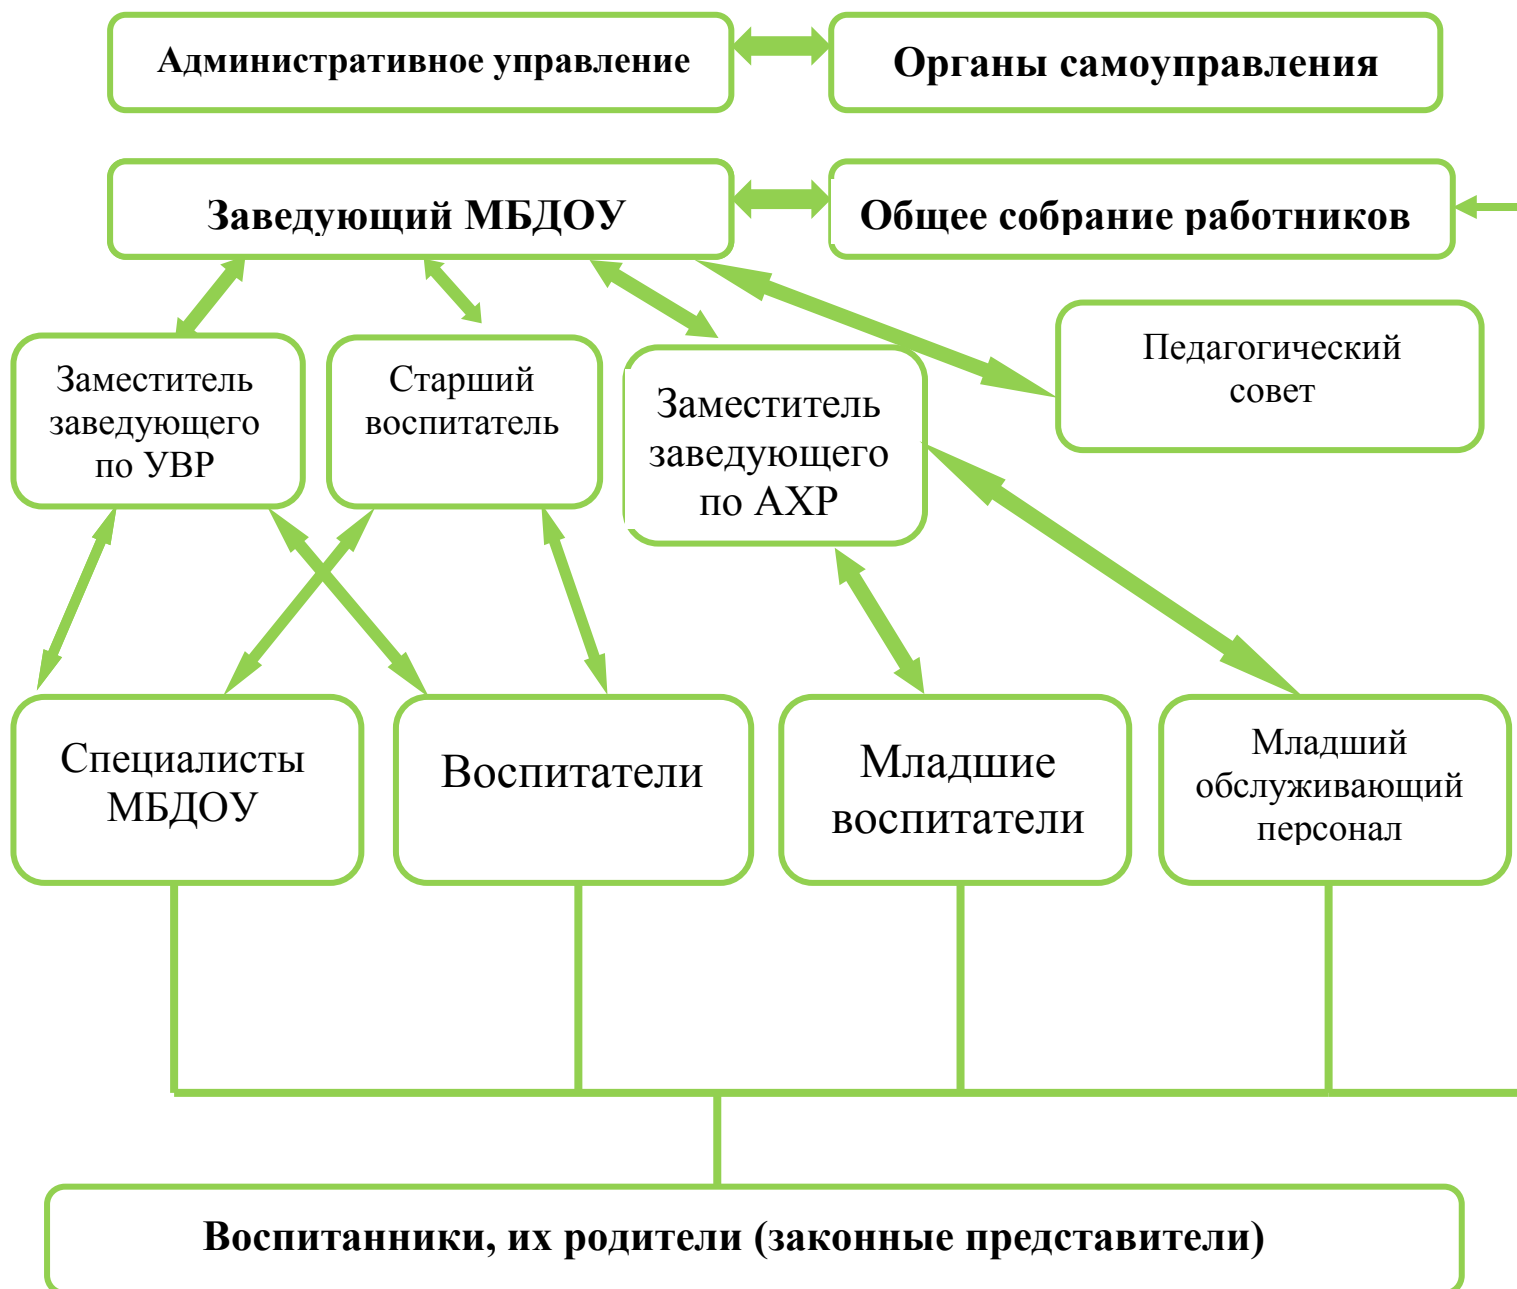 Административное управление
Органы самоуправления
Заведующий МБДОУ
Общее собрание работников
Заместитель
заведующего
по УВР
Старший
воспитатель
Заместитель
заведующего
по АХР
Педагогический
совет
Специалисты
МБДОУ
Воспитатели
Младшие
воспитатели
Младший
обслуживающий
персонал
Воспитанники, их родители (законные представители)